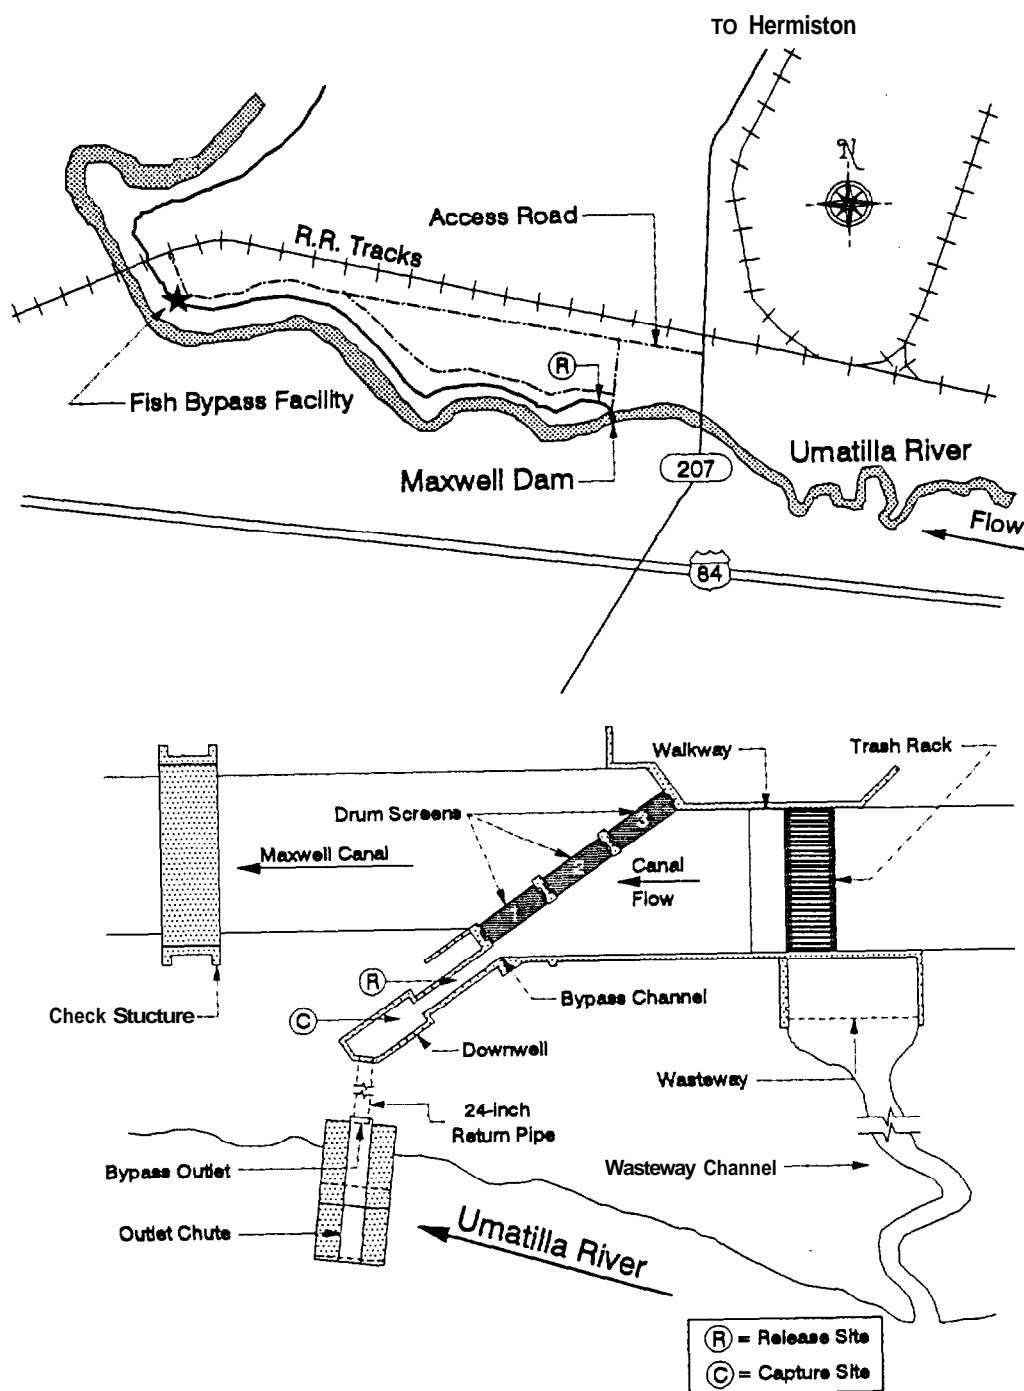 TO Hermiston
N
Access Road
R.R. Tracks
R
Fish Bypass Facility
Umatilla River
Maxwell Dam
207
Flow
84
Walkway
Trash Rack
Drum Screens
3
Maxwell Canal
2
Canal
Flow
1
R
Bypass Channel
Check Stucture
C
Downwell
Wasteway
24-inch
Return Pipe
Bypass Outlet
Wasteway Channel
Outlet Chute
Umatilla River
R = Release Site
C = Capture Site